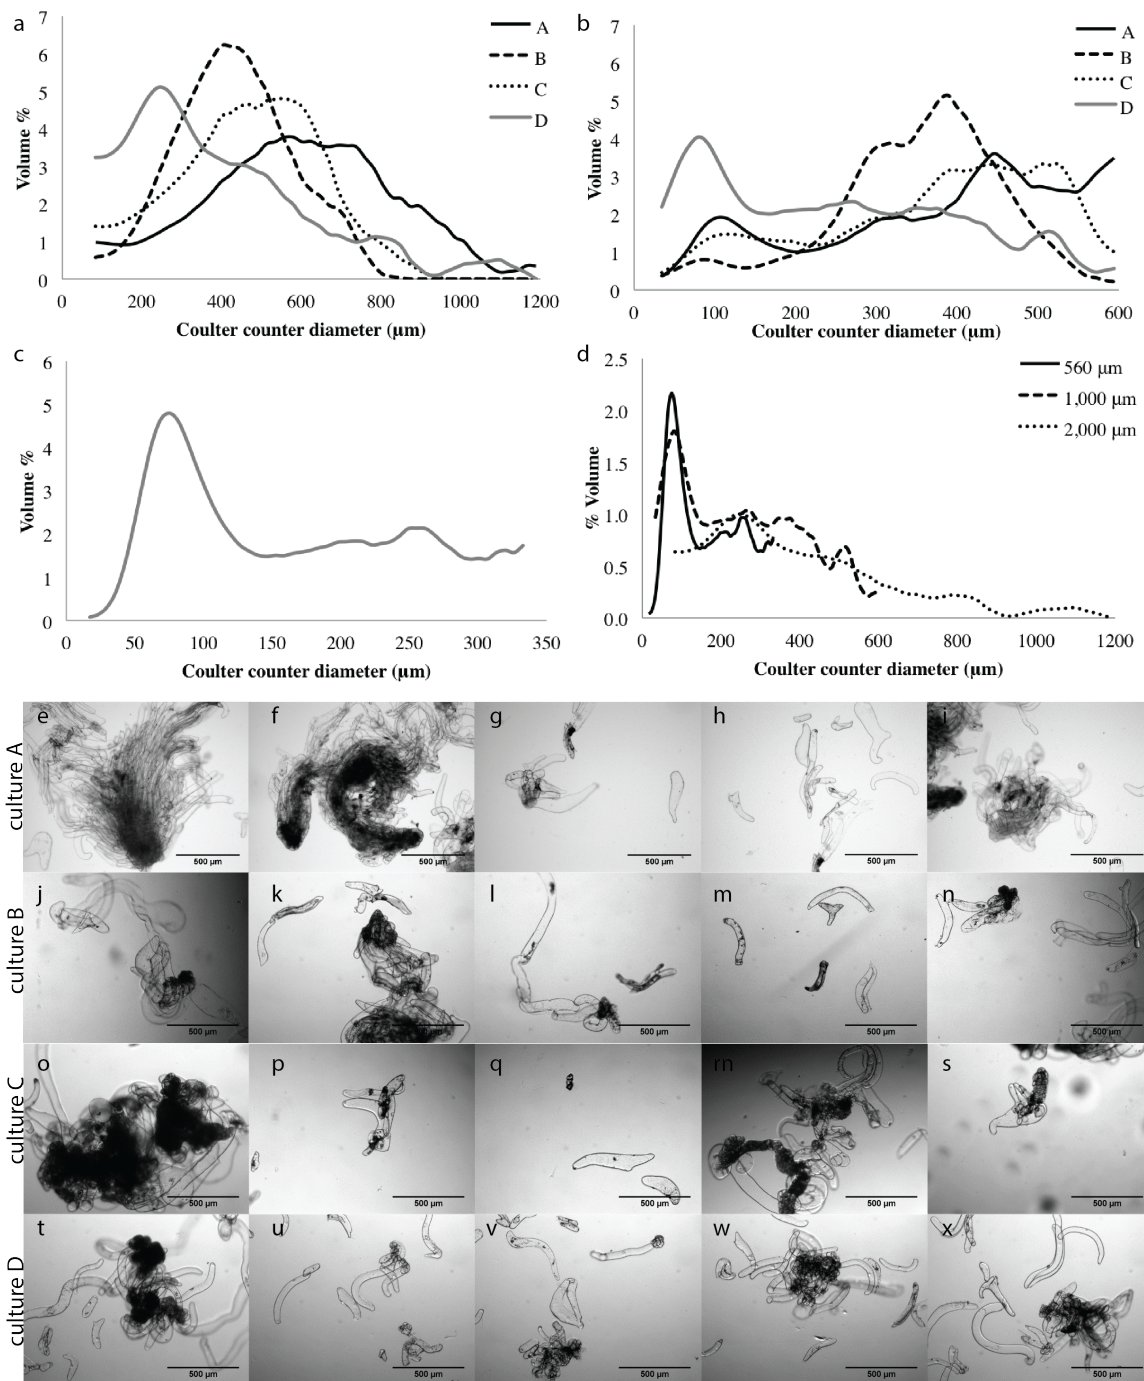 a
7
6
5
4
3
2
1
0
Volume %
0 200 400 600 800 1000 1200
Coulter counter diameter (µm)
A
B
C
D
b
7
6
5
4
3
2
1
0
Volume %
0 100 200 300 400 500 600
Coulter counter diameter (µm)
A
B
C
D
c
6
5
4
3
2
1
0
Volume %
0 50 100 150 200 250 300 350
Coulter counter diameter (µm)
d
2.5
2.0
1.5
1.0
0.5
0.0
% Volume
0 200 400 600 800 1000 1200
Coulter counter diameter (µm)
560 µm
1,000 µm
2,000 µm
culture A
e f g h i
500 µm 500 µm 500 µm 500 µm 500 µm
culture B
j k l m n
500 µm 500 µm 500 µm 500 µm 500 µm
culture C
o p q rn s
500 µm 500 µm 500 µm 500 µm 500 µm
culture D
t u v w x
500 µm 500 µm 500 µm 500 µm 500 µm